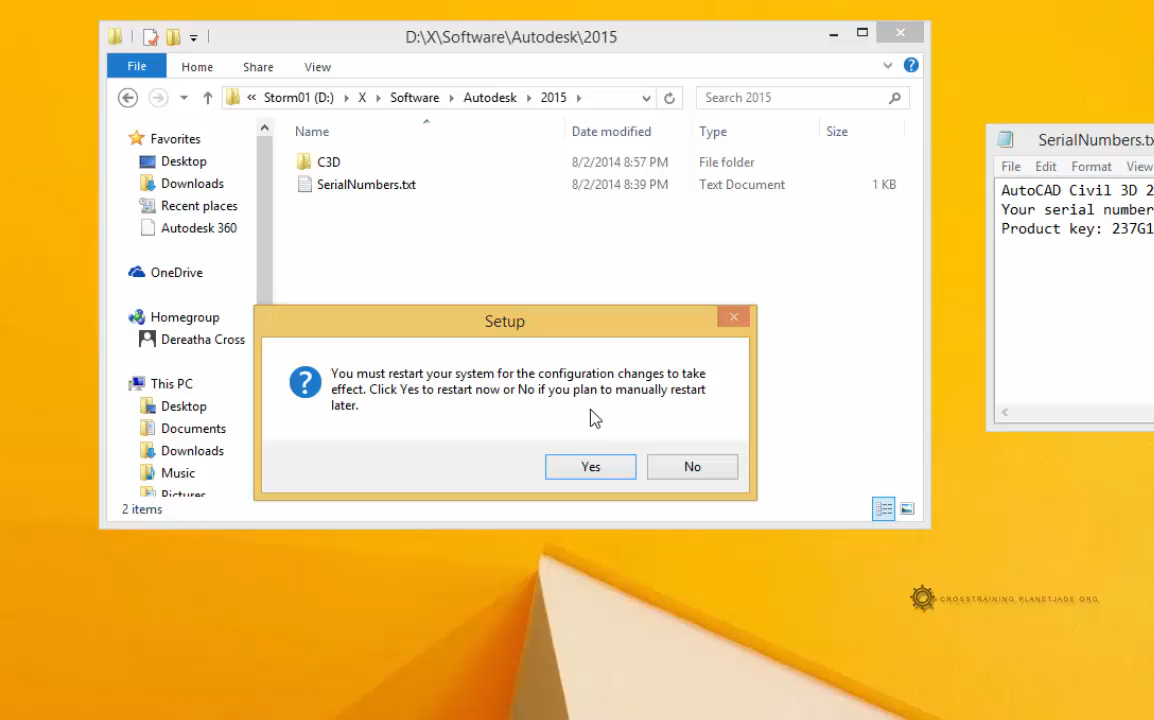 D:\X\Software\Autodesk\2015
File Home Share View
Storm01 (D:) X Software Autodesk 2015
Search 2015
Name Date modified Type Size
C3D 8/2/2014 8:57 PM File folder
SerialNumbers.txt 8/2/2014 8:39 PM Text Document 1 KB
Favorites
Desktop
Downloads
Recent places
Autodesk 360
OneDrive
Homegroup
Dereatha Cross
This PC
Desktop
Documents
Downloads
Music
Pictures
2 items
Setup
You must restart your system for the configuration changes to take
effect. Click Yes to restart now or No if you plan to manually restart
later.
Yes No
SerialNumbers.tx
File Edit Format View
AutoCAD Civil 3D 2
Your serial number
Product key: 237G1
CROSSTRAINING.PLANETJADE.ORG